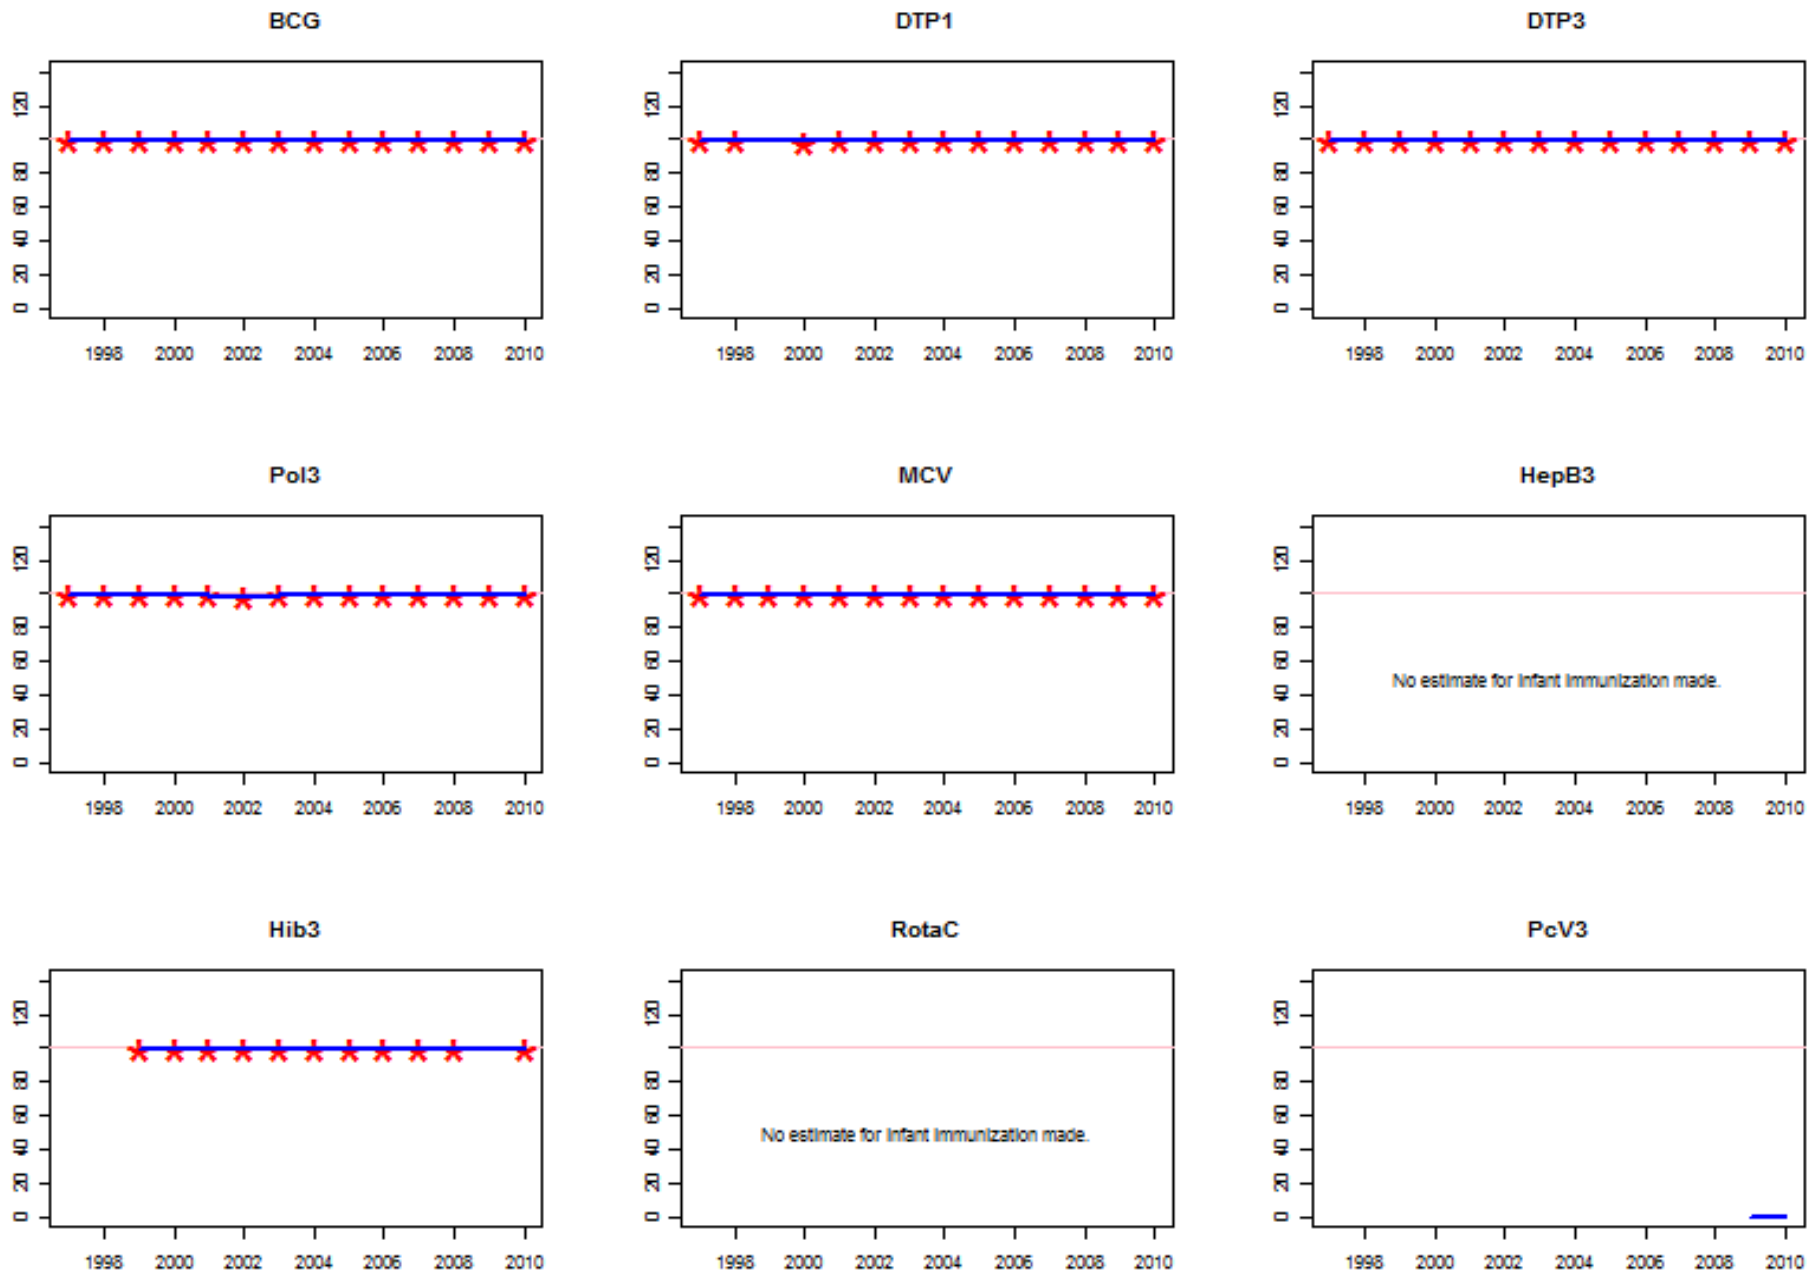 BCG
DTP1
DTP3
0 20 40 60 80 120
0 20 40 60 80 120
0 20 40 60 80 120
1998 2000 2002 2004 2006 2008 2010
1998 2000 2002 2004 2006 2008 2010
1998 2000 2002 2004 2006 2008 2010
Pol3
MCV
HepB3
0 20 40 60 80 120
0 20 40 60 80 120
0 20 40 60 80 120
No estimate for infant immunization made.
1998 2000 2002 2004 2006 2008 2010
1998 2000 2002 2004 2006 2008 2010
1998 2000 2002 2004 2006 2008 2010
Hib3
RotaC
PcV3
0 20 40 60 80 120
0 20 40 60 80 120
No estimate for infant immunization made.
0 20 40 60 80 120
1998 2000 2002 2004 2006 2008 2010
1998 2000 2002 2004 2006 2008 2010
1998 2000 2002 2004 2006 2008 2010